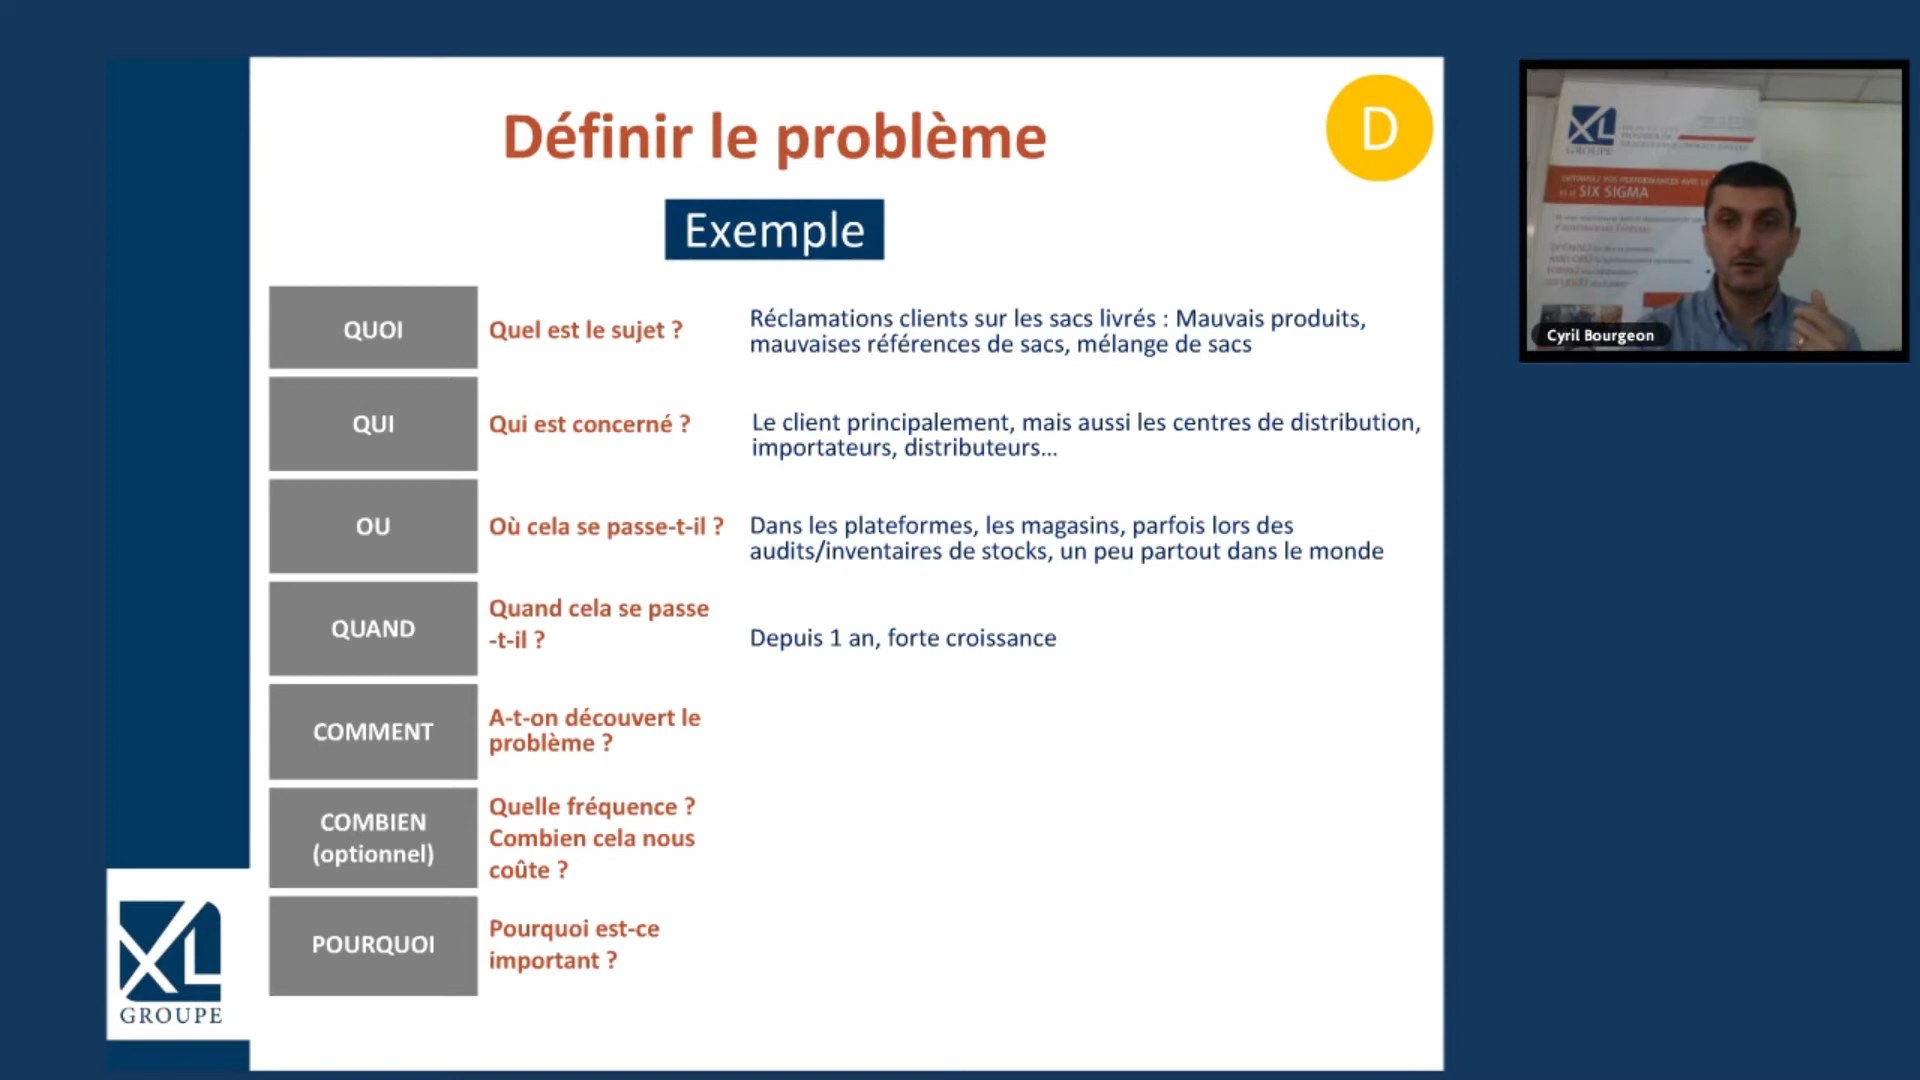 Définir le problème
D
Exemple
QUOI
Quel est le sujet ?
Réclamations clients sur les sacs livrés : Mauvais produits,
mauvaises références de sacs, mélange de sacs
QUI
Qui est concerné ?
Le client principalement, mais aussi les centres de distribution,
importateurs, distributeurs...
OU
Où cela se passe-t-il ?
Dans les plateformes, les magasins, parfois lors des
audits/inventaires de stocks, un peu partout dans le monde
QUAND
Quand cela se passe
-t-il ?
Depuis 1 an, forte croissance
COMMENT
A-t-on découvert le
problème ?
COMBIEN
(optionnel)
Quelle fréquence ?
Combien cela nous
coûte ?
POURQUOI
Pourquoi est-ce
important ?
XL
GROUPE
XL
GROUPE
SIX SIGMA
Cyril Bourgeon